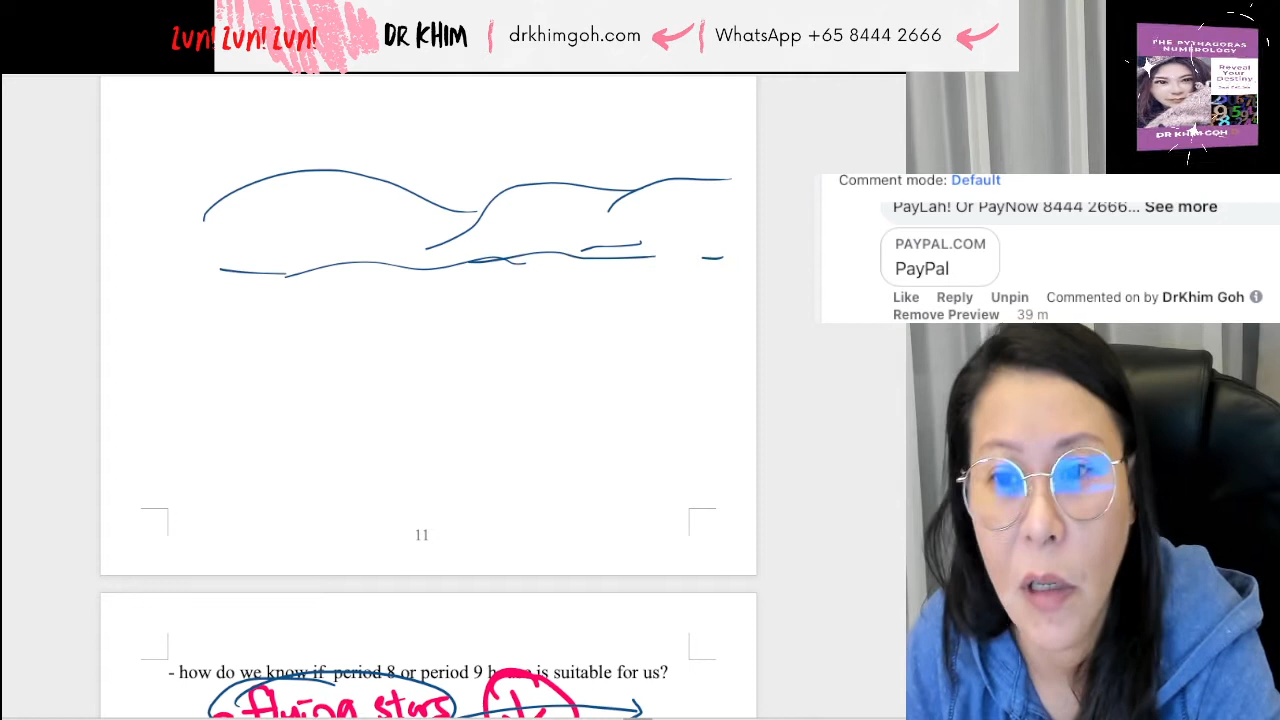 ZUN! ZUN! ZUN!
DR KHIM
drkhimgoh.com
WhatsApp +65 8444 2666
THE PYTHAGORAS
NUMEROLOGY
Reveal
Your
Destiny
DR KHIM GOH
Comment mode: Default
PayLah! Or PayNow 8444 2666... See more
PAYPAL.COM
PayPal
Like Reply Unpin Commented on by DrKhim Goh
Remove Preview 39 m
11
- how do we know if period 8 or period 9 house is suitable for us?
flying stars